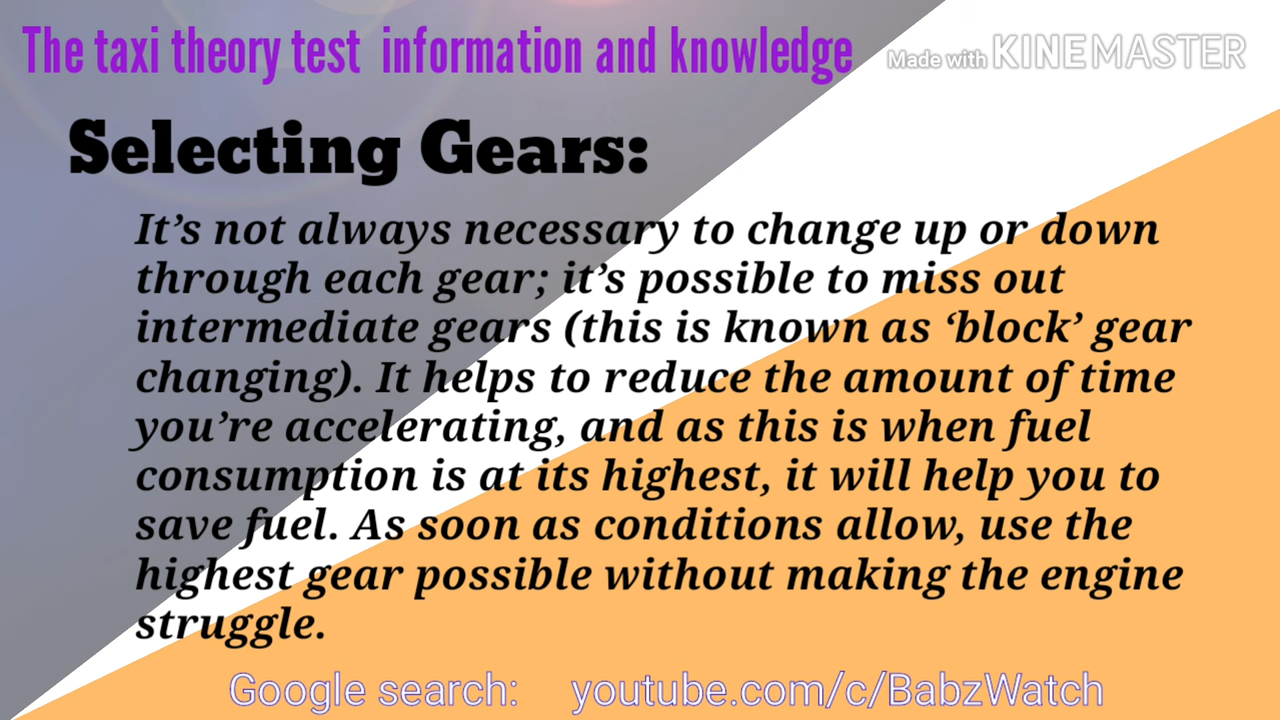 The taxi theory test information and knowledge
Made with KINEMASTER
Selecting Gears:
It’s not always necessary to change up or down
through each gear; it’s possible to miss out
intermediate gears (this is known as ‘block’ gear
changing). It helps to reduce the amount of time
you’re accelerating, and as this is when fuel
consumption is at its highest, it will help you to
save fuel. As soon as conditions allow, use the
highest gear possible without making the engine
struggle.
Google search: youtube.com/c/BabzWatch